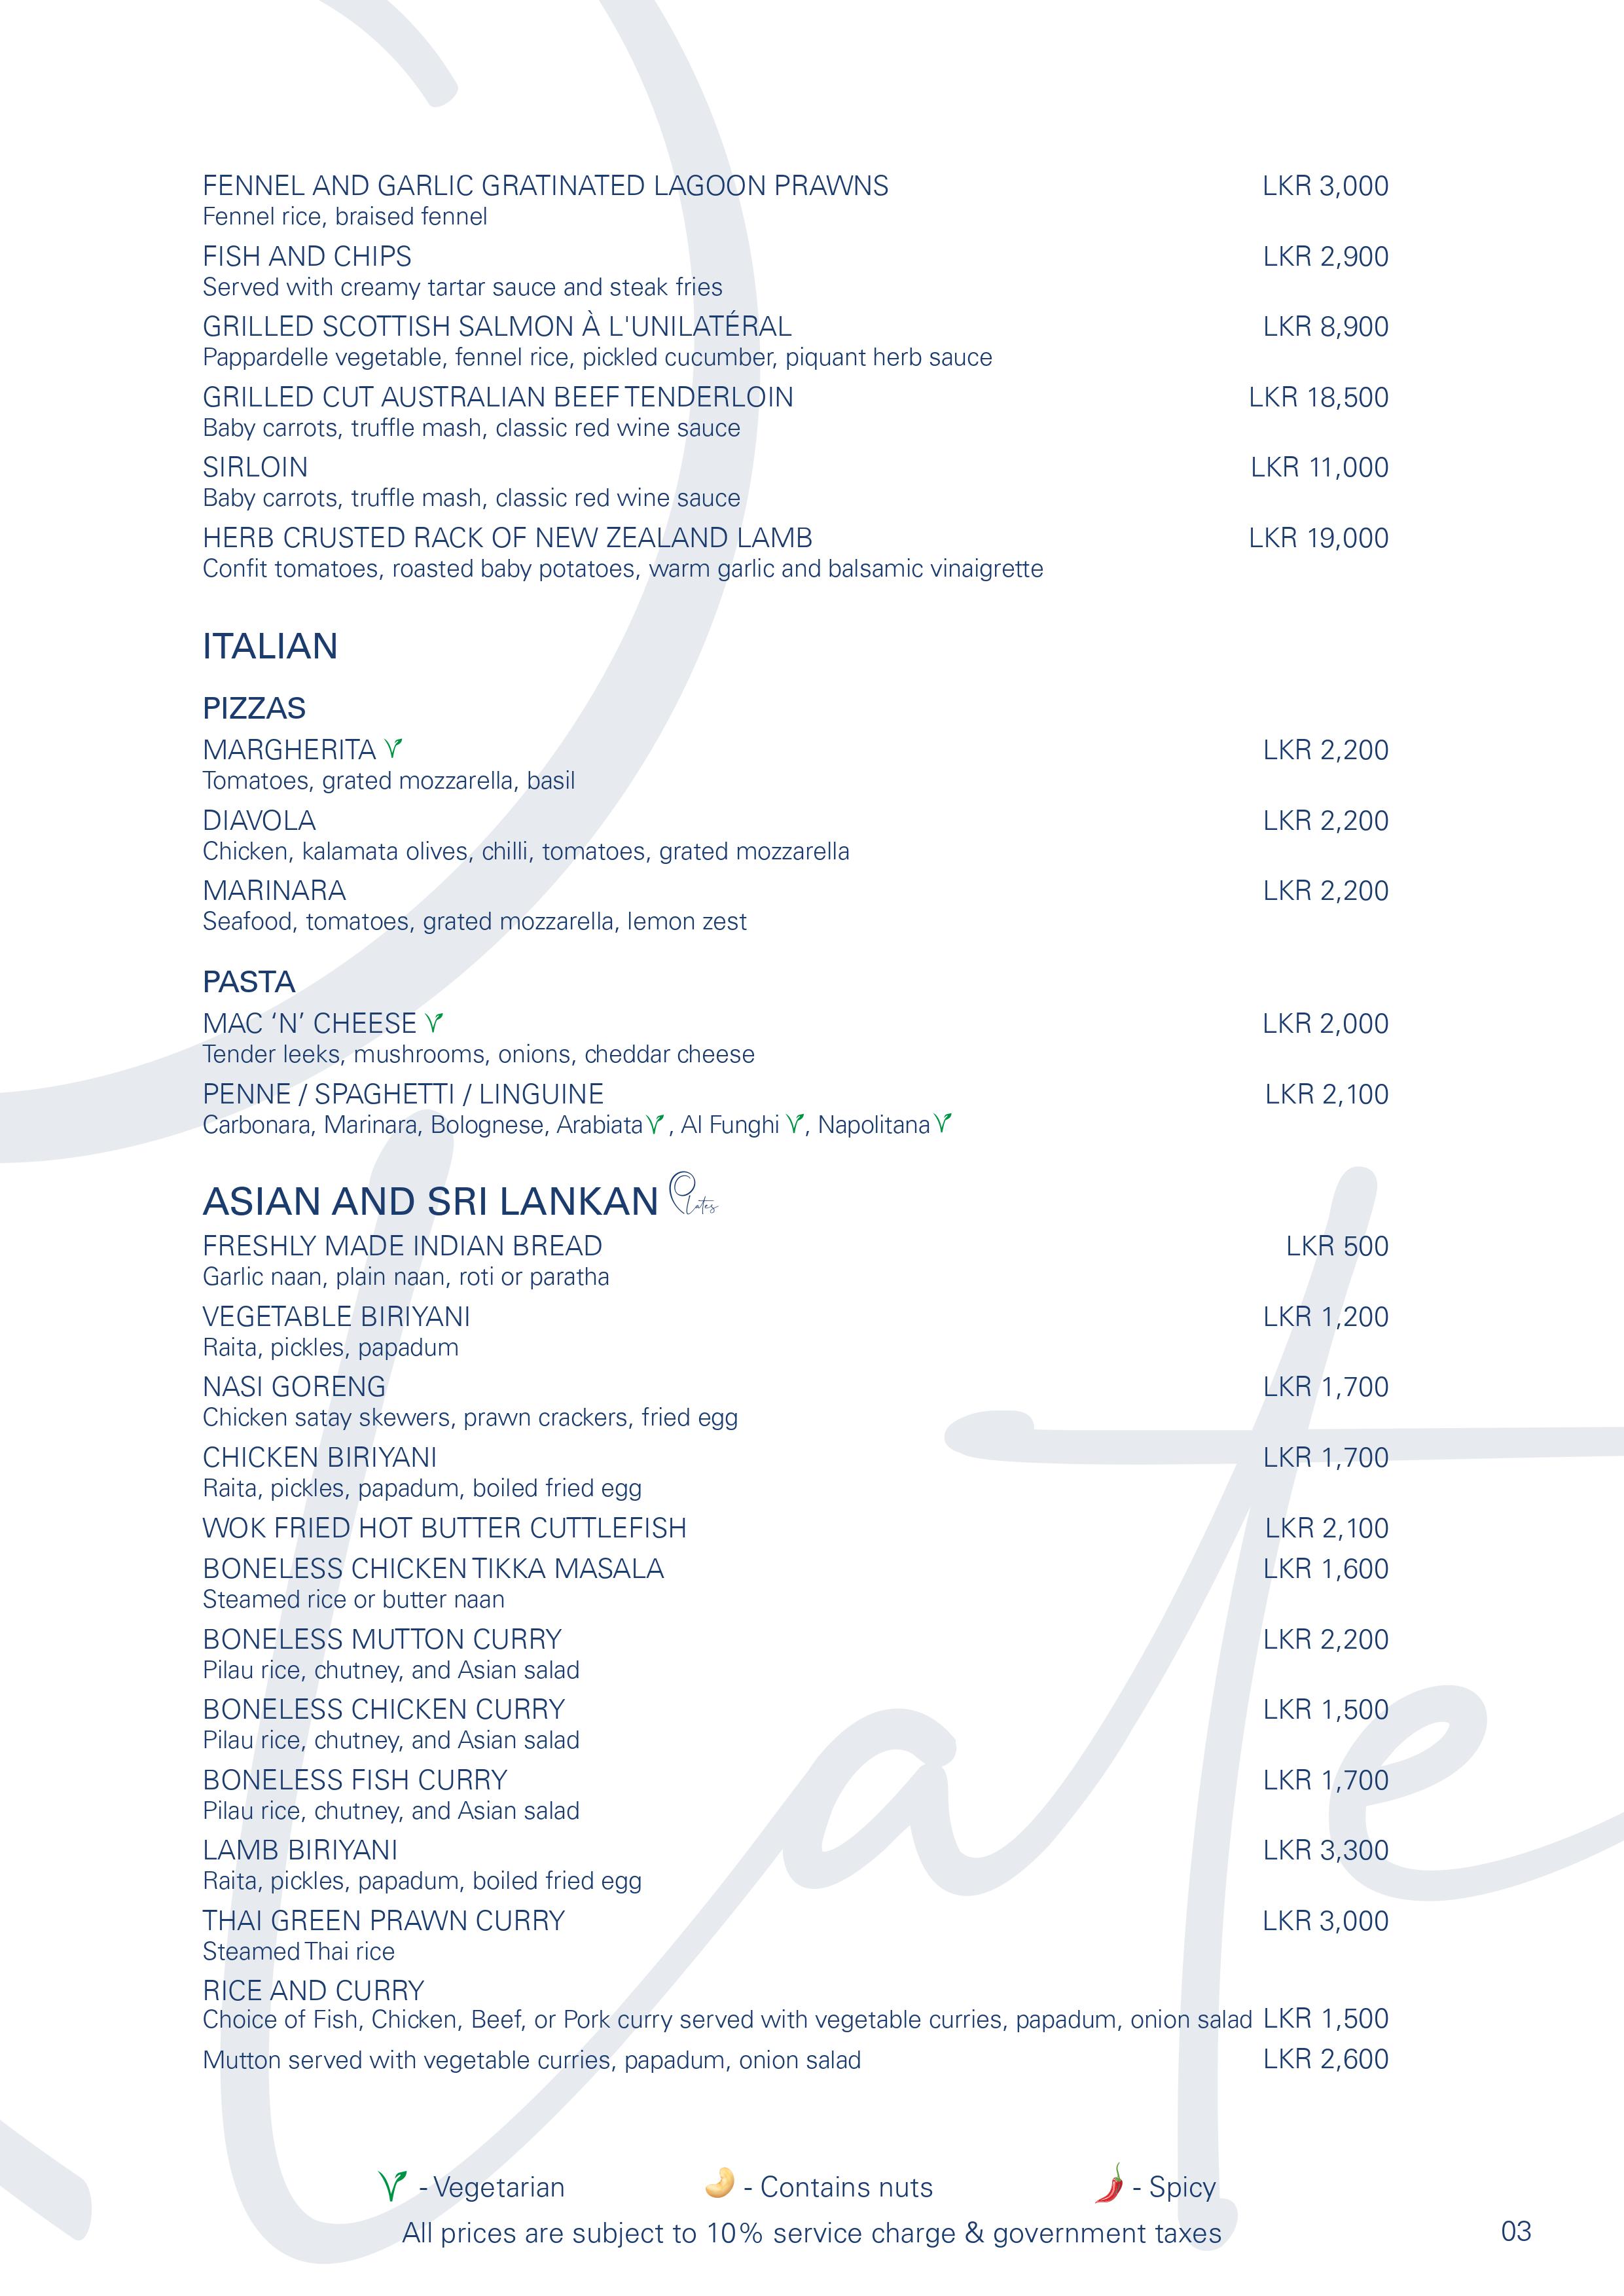 FENNEL AND GARLIC GRATINATED LAGOON PRAWNS LKR 3,000
Fennel rice, braised fennel
FISH AND CHIPS LKR 2,900
Served with creamy tartar sauce and steak fries
GRILLED SCOTTISH SALMON À L'UNILATÉRAL LKR 8,900
Pappardelle vegetable, fennel rice, pickled cucumber, piquant herb sauce
GRILLED CUT AUSTRALIAN BEEF TENDERLOIN LKR 18,500
Baby carrots, truffle mash, classic red wine sauce
SIRLOIN LKR 11,000
Baby carrots, truffle mash, classic red wine sauce
HERB CRUSTED RACK OF NEW ZEALAND LAMB LKR 19,000
Confit tomatoes, roasted baby potatoes, warm garlic and balsamic vinaigrette
ITALIAN
PIZZAS
MARGHERITA LKR 2,200
Tomatoes, grated mozzarella, basil
DIAVOLA LKR 2,200
Chicken, kalamata olives, chilli, tomatoes, grated mozzarella
MARINARA LKR 2,200
Seafood, tomatoes, grated mozzarella, lemon zest
PASTA
MAC ‘N’ CHEESE LKR 2,000
Tender leeks, mushrooms, onions, cheddar cheese
PENNE / SPAGHETTI / LINGUINE LKR 2,100
Carbonara, Marinara, Bolognese, Arabiata, Al Funghi, Napolitana
ASIAN AND SRI LANKAN Plates
FRESHLY MADE INDIAN BREAD LKR 500
Garlic naan, plain naan, roti or paratha
VEGETABLE BIRIYANI LKR 1,200
Raita, pickles, papadum
NASI GORENG LKR 1,700
Chicken satay skewers, prawn crackers, fried egg
CHICKEN BIRIYANI LKR 1,700
Raita, pickles, papadum, boiled fried egg
WOK FRIED HOT BUTTER CUTTLEFISH LKR 2,100
BONELESS CHICKEN TIKKA MASALA LKR 1,600
Steamed rice or butter naan
BONELESS MUTTON CURRY LKR 2,200
Pilau rice, chutney, and Asian salad
BONELESS CHICKEN CURRY LKR 1,500
Pilau rice, chutney, and Asian salad
BONELESS FISH CURRY LKR 1,700
Pilau rice, chutney, and Asian salad
LAMB BIRIYANI LKR 3,300
Raita, pickles, papadum, boiled fried egg
THAI GREEN PRAWN CURRY LKR 3,000
Steamed Thai rice
RICE AND CURRY
Choice of Fish, Chicken, Beef, or Pork curry served with vegetable curries, papadum, onion salad LKR 1,500
Mutton served with vegetable curries, papadum, onion salad LKR 2,600
- Vegetarian - Contains nuts - Spicy
All prices are subject to 10% service charge & government taxes
03